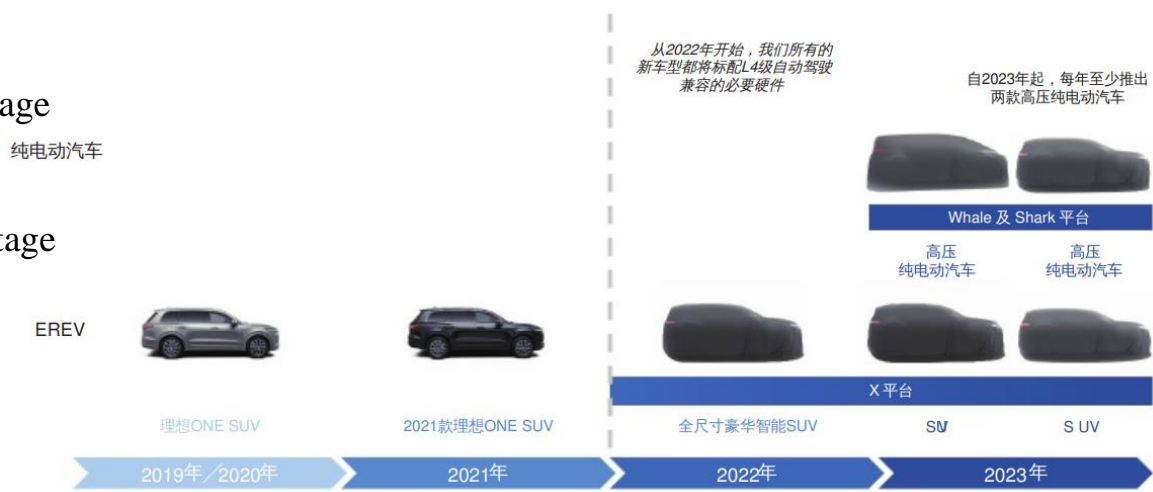 从2022年开始，我们所有的
新车型都将标配L4级自动驾驶
兼容的必要硬件
自2023年起，每年至少推出
两款高压纯电动汽车
age
纯电动汽车
Whale 及 Shark 平台
tage
高压
纯电动汽车
高压
纯电动汽车
EREV
X 平台
理想ONE SUV
2021款理想ONE SUV
全尺寸豪华智能SUV
SUV
S UV
2019年／2020年
2021年
2022年
2023年